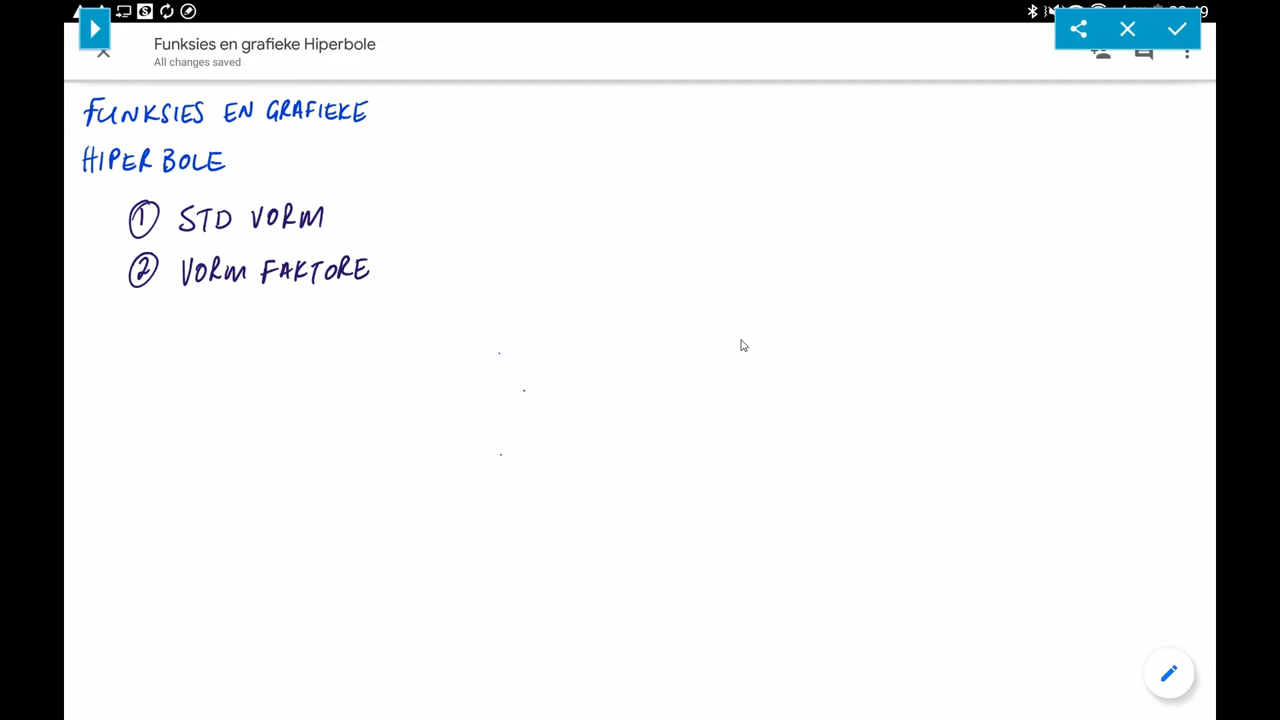 Funksies en grafieke Hiperbole
All changes saved
FUNKSIES EN GRAFIEKE
HIPERBOLE
① STD VORM
② VORM FAKTORE